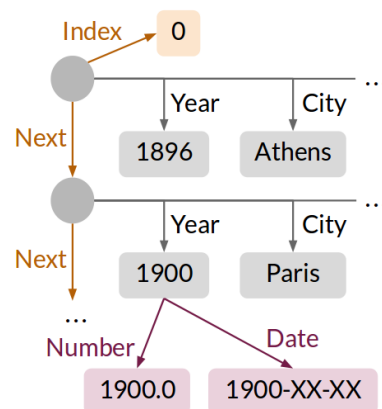 Index 0
..
Year City
Next
1896 Athens
..
Year City
Next
1900 Paris
...
Number Date
1900.0 1900-XX-XX